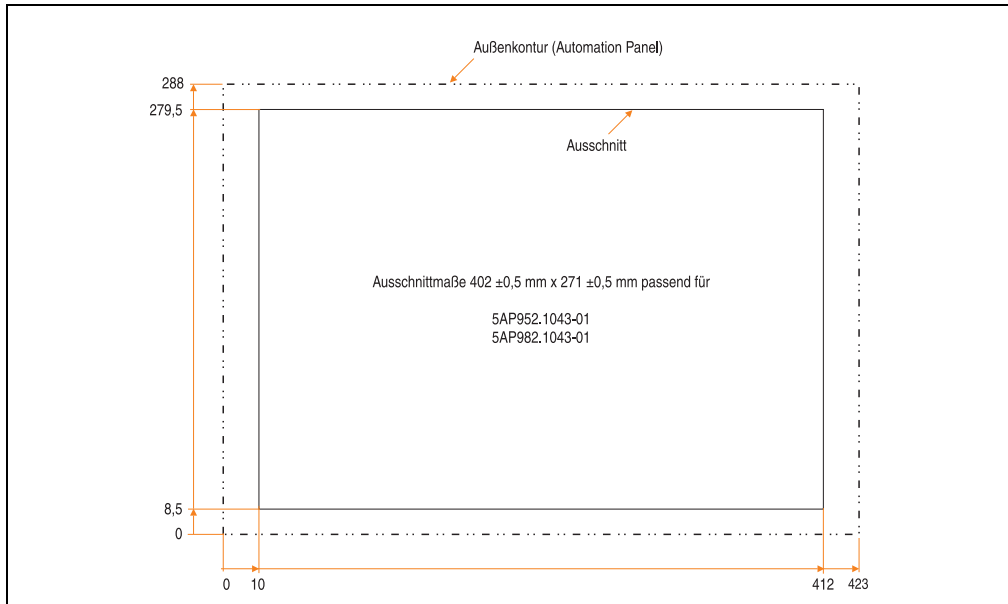 Außenkontur (Automation Panel)
288
279,5
Ausschnitt
Ausschnittmaße 402 ±0,5 mm x 271 ±0,5 mm passend für
5AP952.1043-01
5AP982.1043-01
8,5
0
0 10 412 423